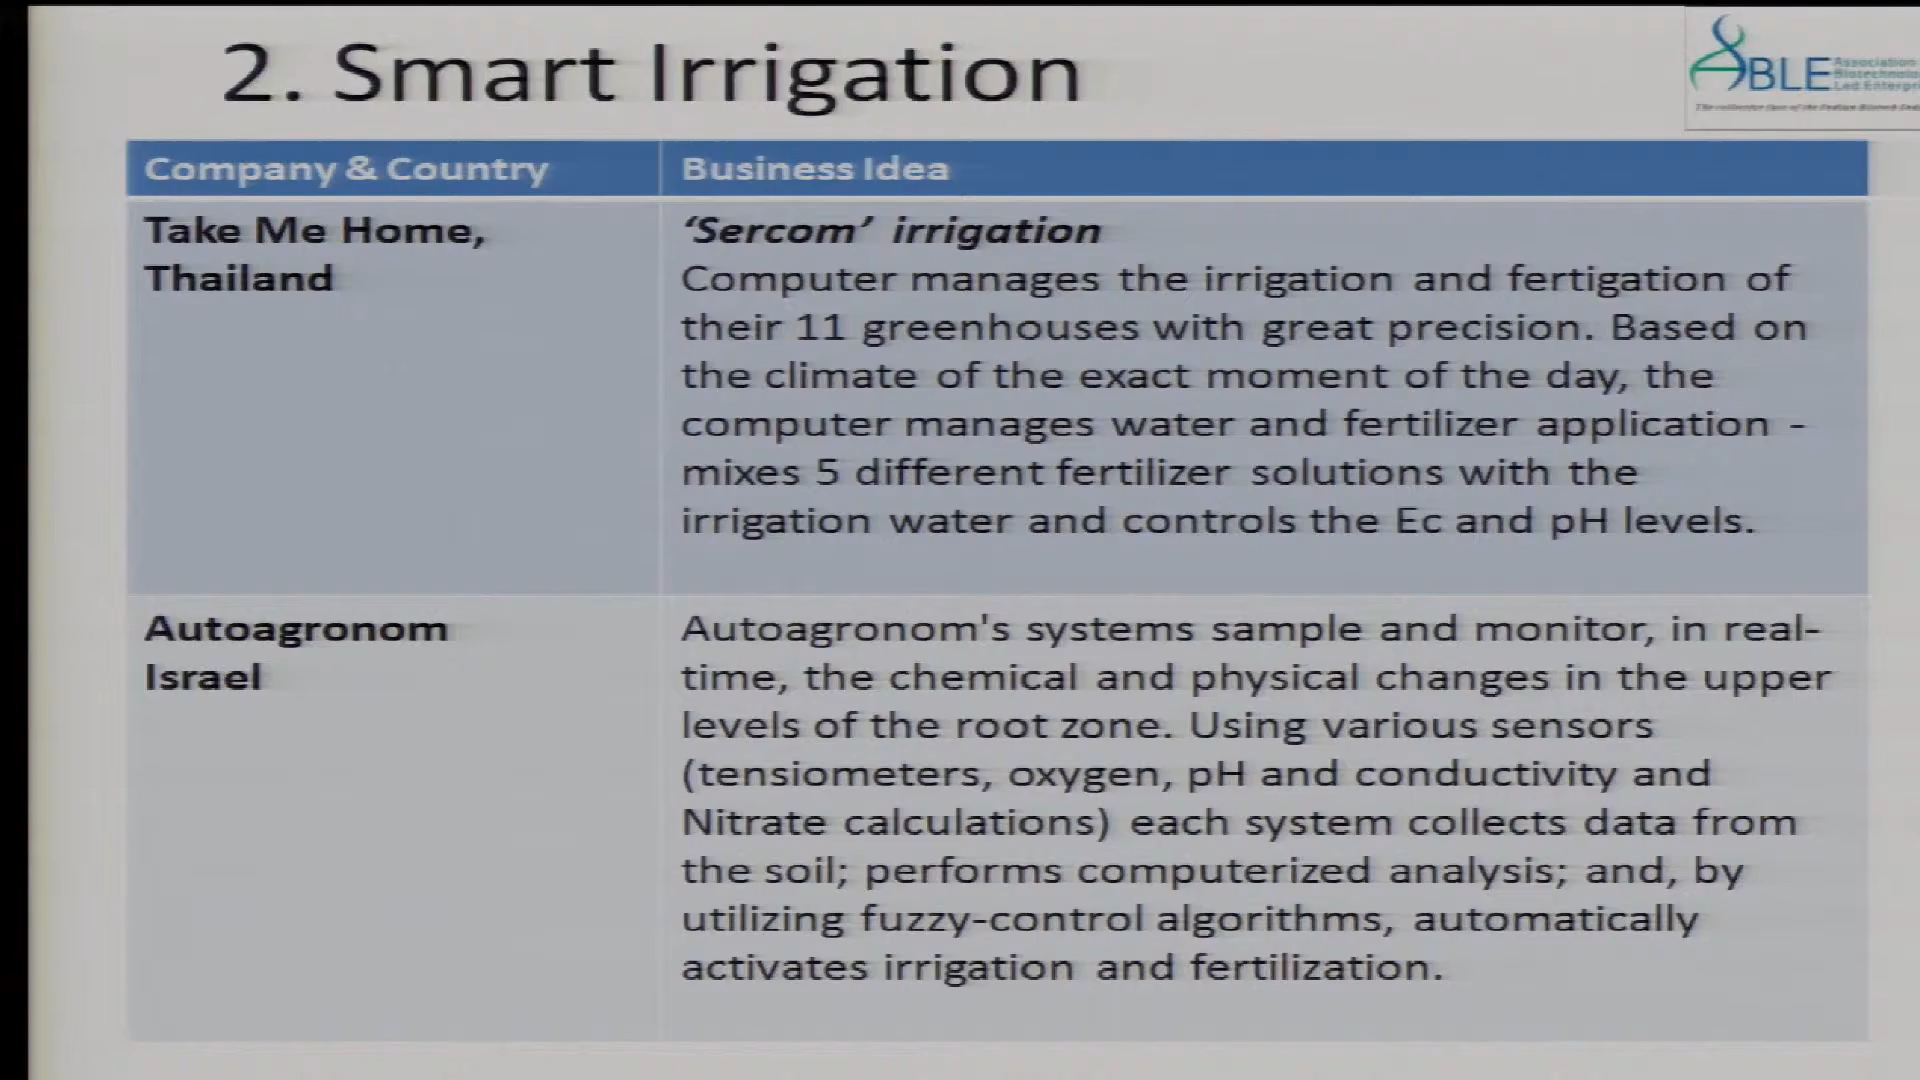 2. Smart Irrigation
ABLE
Association
Led
Company & Country
Business Idea
Take Me Home,
Thailand
‘Sercom’ irrigation
Computer manages the irrigation and fertigation of
their 11 greenhouses with great precision. Based on
the climate of the exact moment of the day, the
computer manages water and fertilizer application -
mixes 5 different fertilizer solutions with the
irrigation water and controls the Ec and pH levels.
Autoagronom
Israel
Autoagronom's systems sample and monitor, in real-
time, the chemical and physical changes in the upper
levels of the root zone. Using various sensors
(tensiometers, oxygen, pH and conductivity and
Nitrate calculations) each system collects data from
the soil; performs computerized analysis; and, by
utilizing fuzzy-control algorithms, automatically
activates irrigation and fertilization.